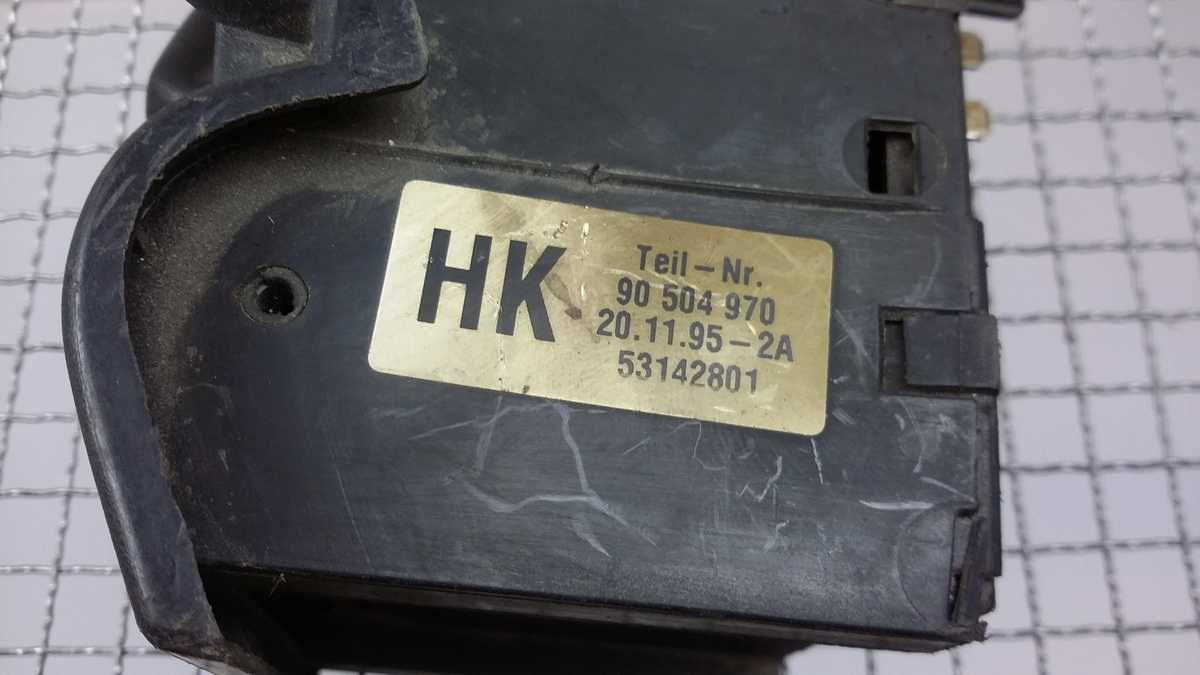 HK
Teil-Nr.
90 504 970
20.11.95-2A
53142801